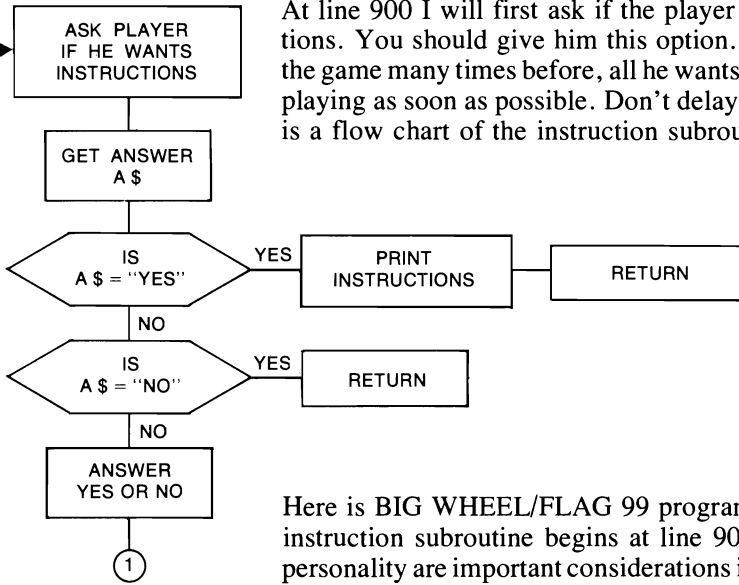 At line 900 I will first ask if the player
tions. You should give him this option.
the game many times before, all he wants
playing as soon as possible. Don't delay
is a flow chart of the instruction subrou
ASK PLAYER
IF HE WANTS
INSTRUCTIONS
GET ANSWER
A $
IS
A $ = "YES"
YES
PRINT
INSTRUCTIONS
RETURN
NO
IS
A $ = "NO"
YES
RETURN
NO
ANSWER
YES OR NO
1
Here is BIG WHEEL/FLAG 99 program
instruction subroutine begins at line 90
personality are important considerations i